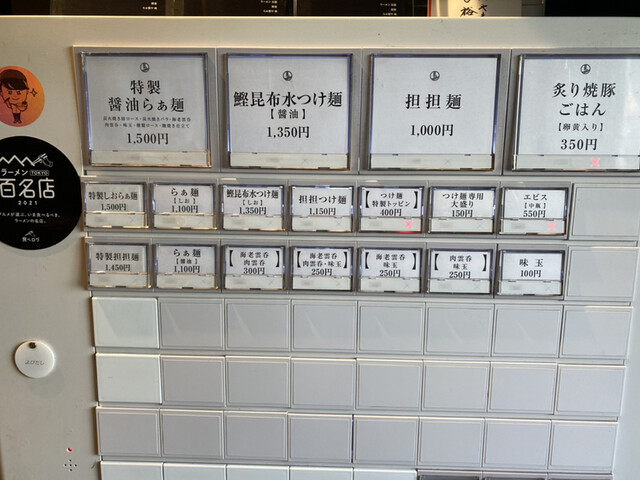 特製
醤油らぁ麺
1,500円
鰹昆布水つけ麺
【醤油】
1,350円
担担麺
1,000円
炙り焼豚
ごはん
【卵黄入り】
350円
特製しおらぁ麺
1,500円
らぁ麺
【しお】
1,100円
鰹昆布水つけ麺
【しお】
1,350円
担担つけ麺
1,150円
つけ麺
特製トッピン
400円
つけ麺専用
大盛り
150円
エビス
【中瓶】
550円
特製担担麺
1,450円
らぁ麺
【醤油】
1,100円
海老雲呑
肉雲呑
300円
海老雲呑
肉雲呑・味玉
250円
海老雲呑
味玉
250円
肉雲呑
味玉
250円
味玉
100円
ラーメン TOKYO
百名店
2021
食べログ